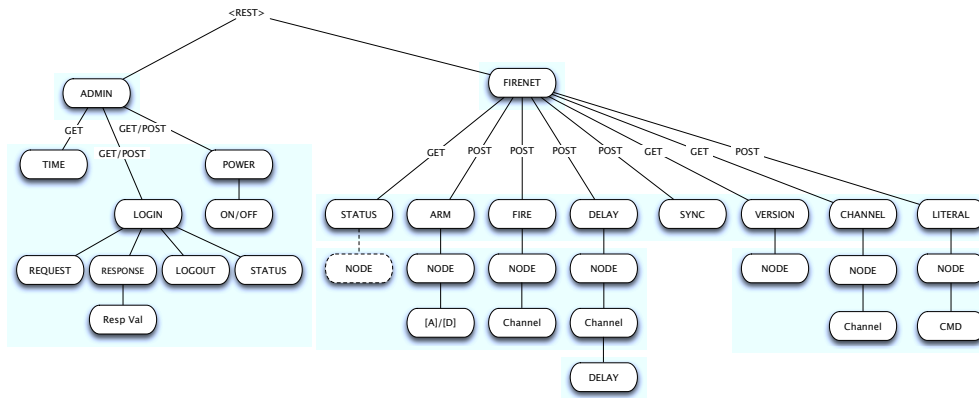 <REST>
ADMIN
FIRENET
GET
GET/POST
GET/POST
GET
POST
POST
POST
POST
GET
GET
POST
TIME
POWER
LOGIN
ON/OFF
STATUS
ARM
FIRE
DELAY
SYNC
VERSION
CHANNEL
LITERAL
REQUEST
RESPONSE
LOGOUT
STATUS
NODE
NODE
NODE
NODE
NODE
NODE
NODE
Resp Val
[A]/[D]
Channel
Channel
Channel
CMD
DELAY